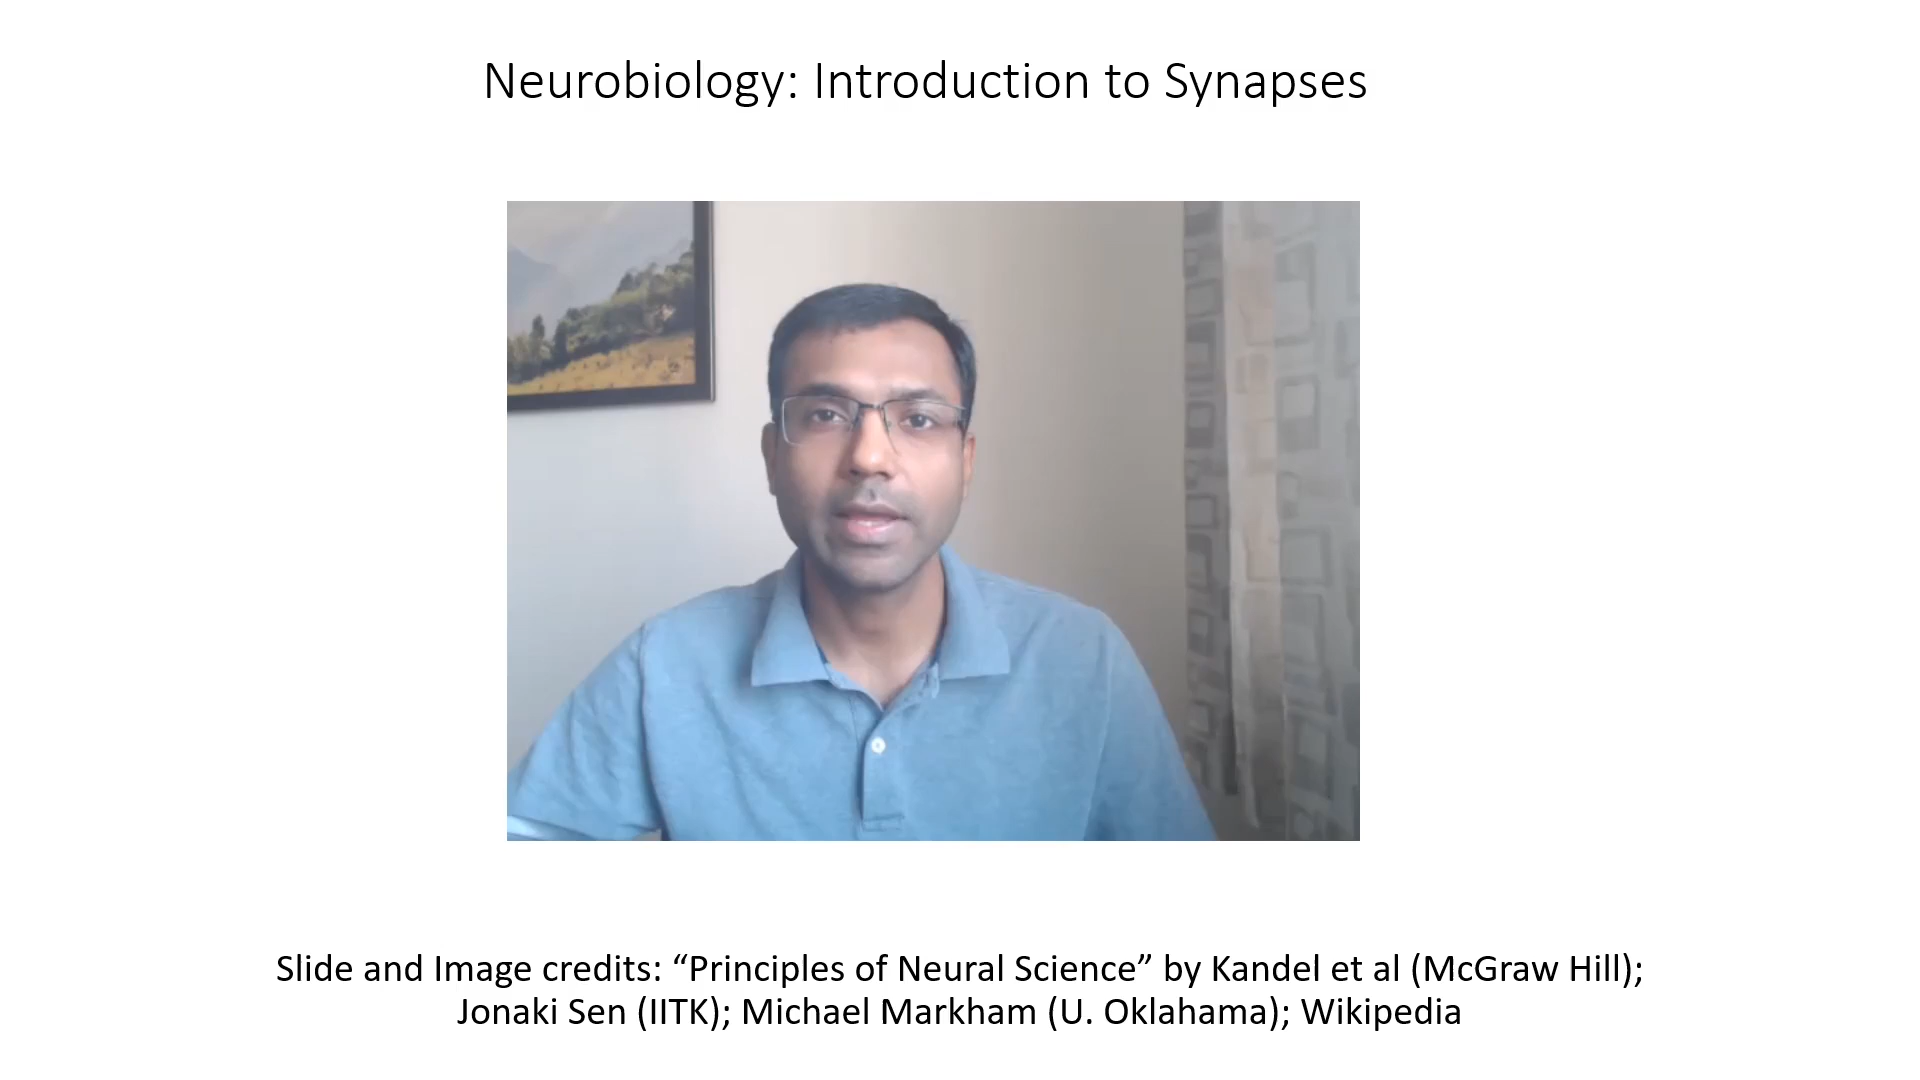 Neurobiology: Introduction to Synapses
Slide and Image credits: “Principles of Neural Science” by Kandel et al (McGraw Hill);
Jonaki Sen (IITK); Michael Markham (U. Oklahoma); Wikipedia